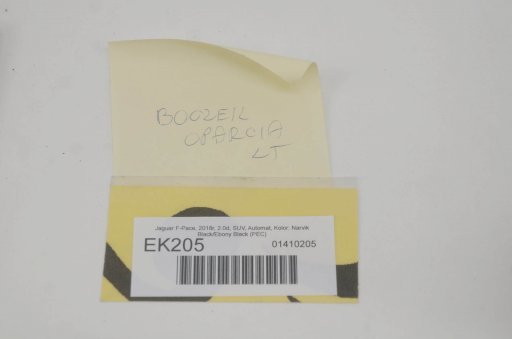 BOCZEK
OPARCIA
LT
Jaguar F-Pace, 2018r, 2.0d, SUV, Automat, Kolor: Narvik
Black/Ebony Black (PEC)
EK205
01410205